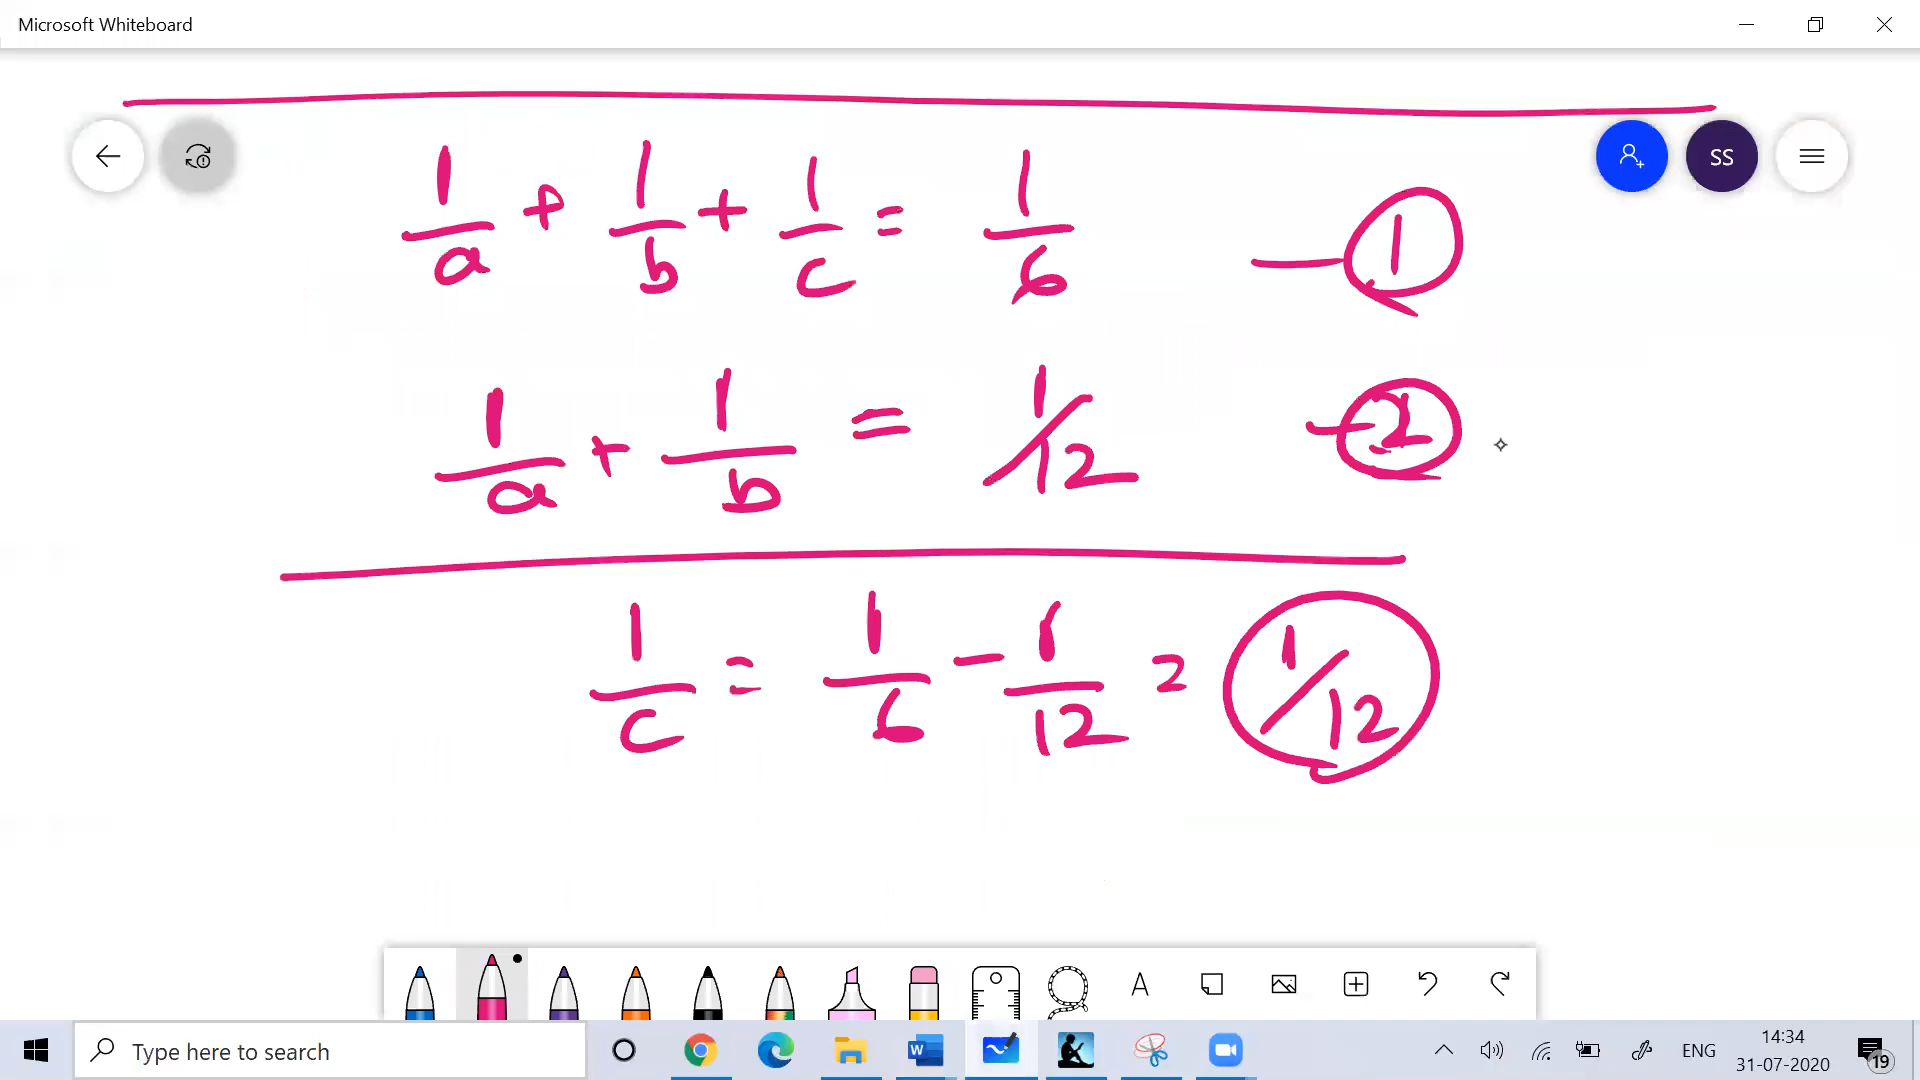 Microsoft Whiteboard
SS
1/a + 1/b + 1/c = 1/6 — 1
1/a + 1/b = 1/12 — 2
1/c = 1/6 - 1/12 = 1/12
A
Type here to search
W
ENG
14:34
31-07-2020
19